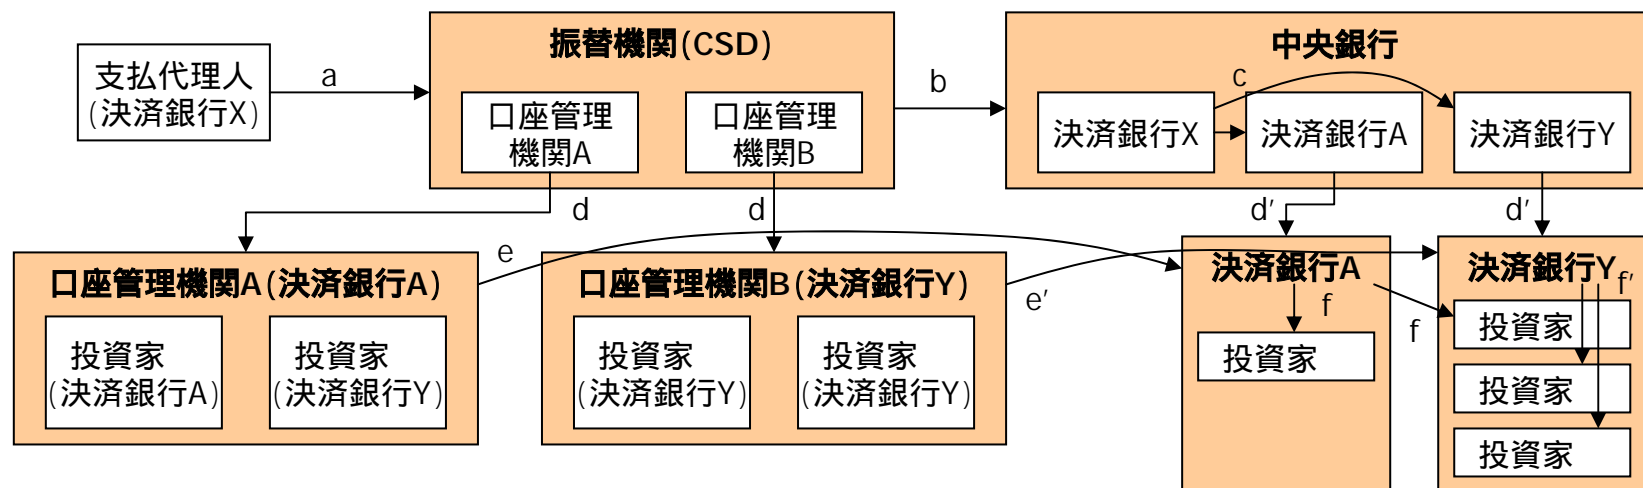 振替機関(CSD)
中央銀行
支払代理人
(決済銀行X)
a
b
c
口座管理
機関A
口座管理
機関B
決済銀行X
決済銀行A
決済銀行Y
d
d
d′
d′
口座管理機関A(決済銀行A)
e
口座管理機関B(決済銀行Y)
e′
決済銀行A
決済銀行Y
f′
f
f
投資家
(決済銀行A)
投資家
(決済銀行Y)
投資家
(決済銀行Y)
投資家
(決済銀行Y)
投資家
投資家
投資家
投資家